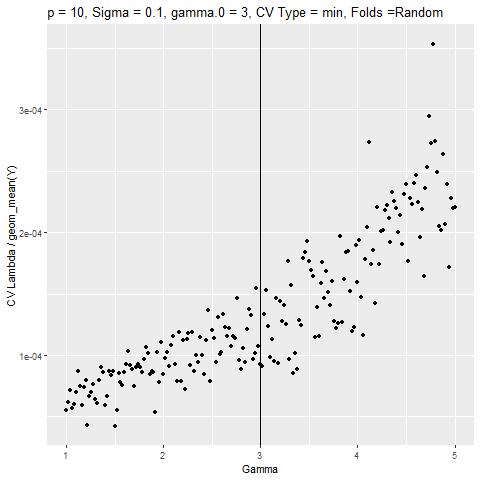 p = 10, Sigma = 0.1, gamma.0 = 3, CV Type = min, Folds =Random
CV Lambda / geom_mean(Y)
3e-04
2e-04
1e-04
1
2
3
4
5
Gamma